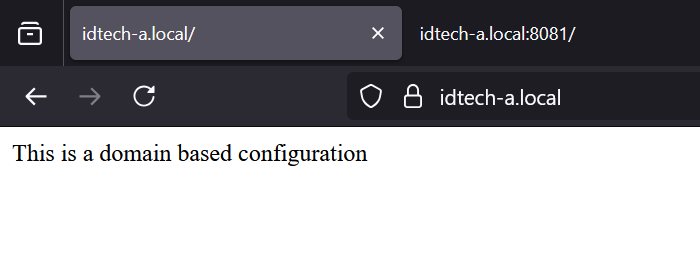 idtech-a.local/
idtech-a.local:8081/
idtech-a.local
This is a domain based configuration